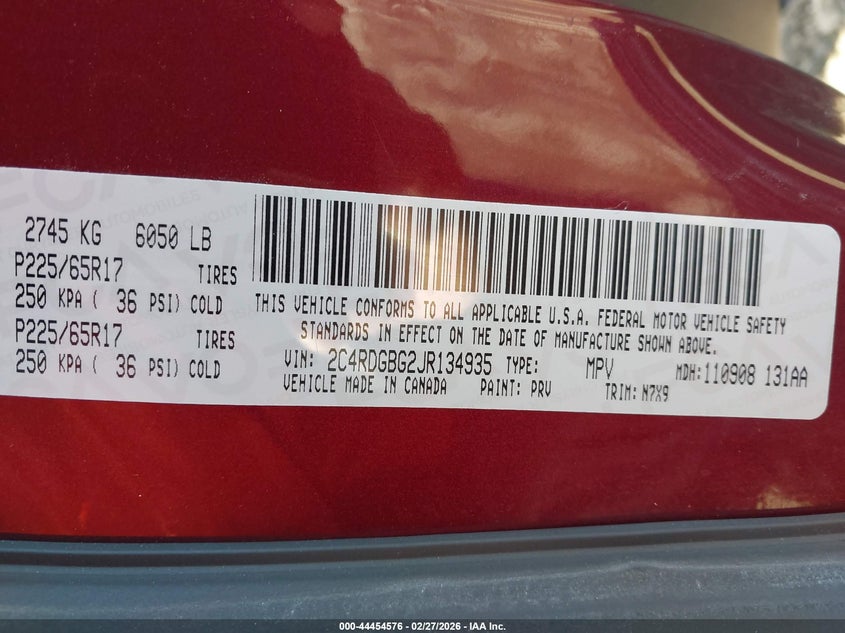 2745 KG 6050 LB
P225/65R17 TIRES
250 KPA ( 36 PSI) COLD
P225/65R17 TIRES
250 KPA ( 36 PSI) COLD
THIS VEHICLE CONFORMS TO ALL APPLICABLE U.S.A. FEDERAL MOTOR VEHICLE SAFETY
STANDARDS IN EFFECT ON THE DATE OF MANUFACTURE SHOWN ABOVE.
VIN: 2C4RDGBG2JR134935 TYPE: MPV MDH:110908 131AA
VEHICLE MADE IN CANADA PAINT: PRV TRIM: N7X9
000-44454576 - 02/27/2026 - IAA Inc.